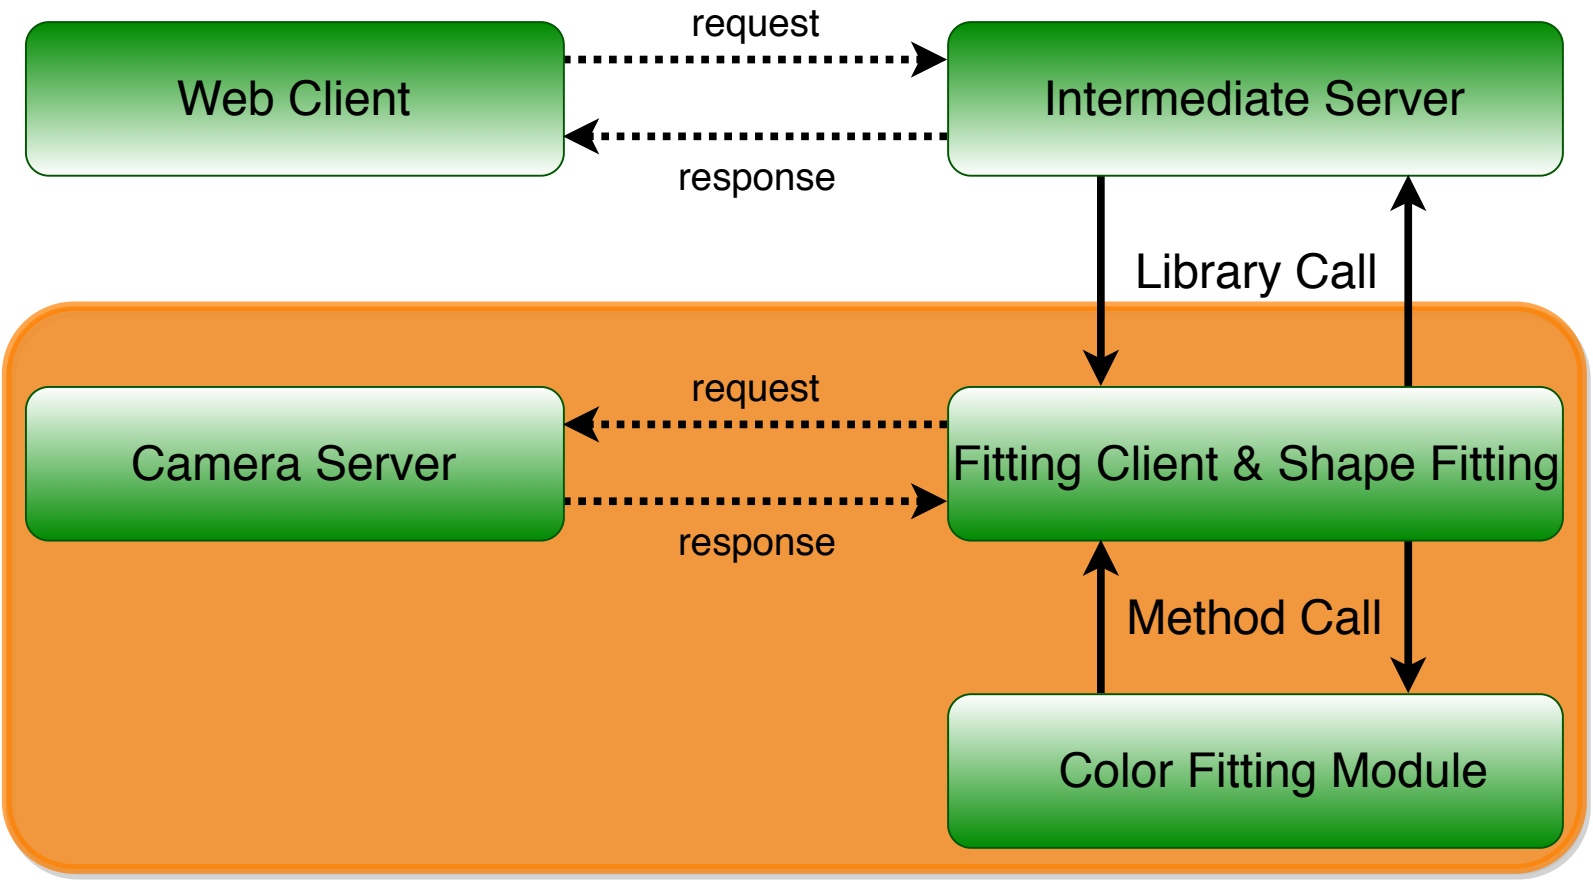 request
Web Client
Intermediate Server
response
Library Call
request
Camera Server
Fitting Client & Shape Fitting
response
Method Call
Color Fitting Module